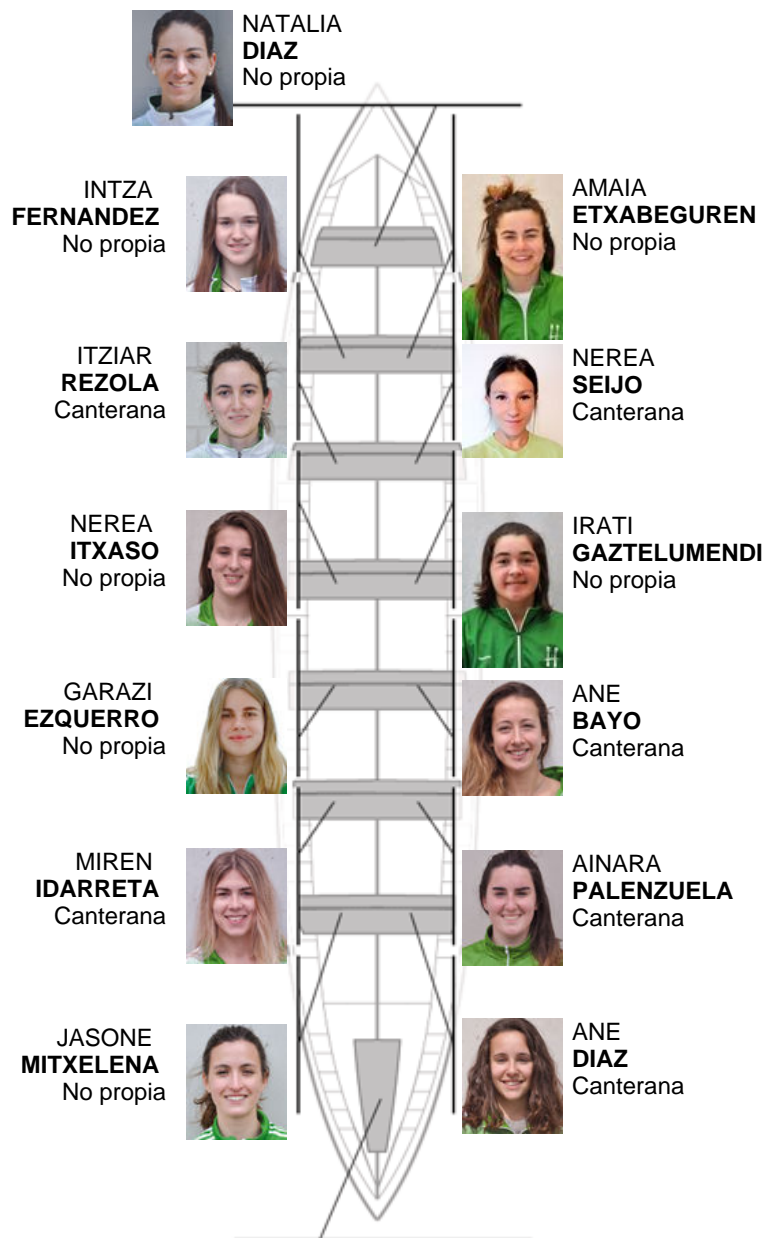 NATALIA
DIAZ
No propia
INTZA
FERNANDEZ
No propia
AMAIA
ETXABEGUREN
No propia
ITZIAR
REZOLA
Canterana
NEREA
SEIJO
Canterana
NEREA
ITXASO
No propia
IRATI
GAZTELUMENDI
No propia
GARAZI
EZQUERRO
No propia
ANE
BAYO
Canterana
MIREN
IDARRETA
Canterana
AINARA
PALENZUELA
Canterana
JASONE
MITXELENA
No propia
ANE
DIAZ
Canterana